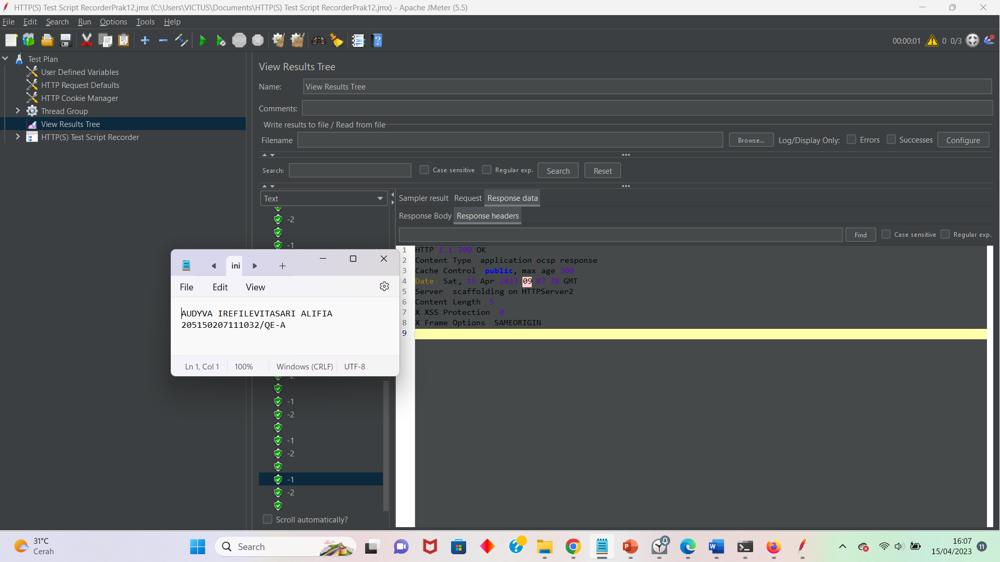 HTTP(S) Test Script RecorderPrak12.jmx (C:\Users\VICTUS\Documents\HTTP(S) Test Script RecorderPrak12.jmx) - Apache JMeter (5.5)
File Edit Search Run Options Tools Help
00:00:01 0 0/3
Test Plan
User Defined Variables
HTTP Request Defaults
HTTP Cookie Manager
Thread Group
View Results Tree
HTTP(S) Test Script Recorder
View Results Tree
Name: View Results Tree
Comments:
Write results to file / Read from file
Filename Browse... Log/Display Only: Errors Successes Configure
Search: Case sensitive Regular exp. Search Reset
Text
Sampler result Request Response data
Response Body Response headers
Find Case sensitive Regular exp.
-2
-1
1 HTTP/1.1 200 OK
2 Content-Type: application/ocsp-response
3 Cache-Control: public, max-age=300
4 Date: Sat, 15 Apr 2023 09:07:38 GMT
5 Server: scaffolding on HTTPServer2
6 Content-Length: 5
7 X-XSS-Protection: 0
8 X-Frame-Options: SAMEORIGIN
9
ini
File Edit View
AUDYVA IREFILEVITASARI ALIFIA
205150207111032/QE-A
Ln 1, Col 1 100% Windows (CRLF) UTF-8
-2
-1
-2
-1
-2
-1
-2
Scroll automatically?
31°C
Cerah
Search
16:07
15/04/2023
11